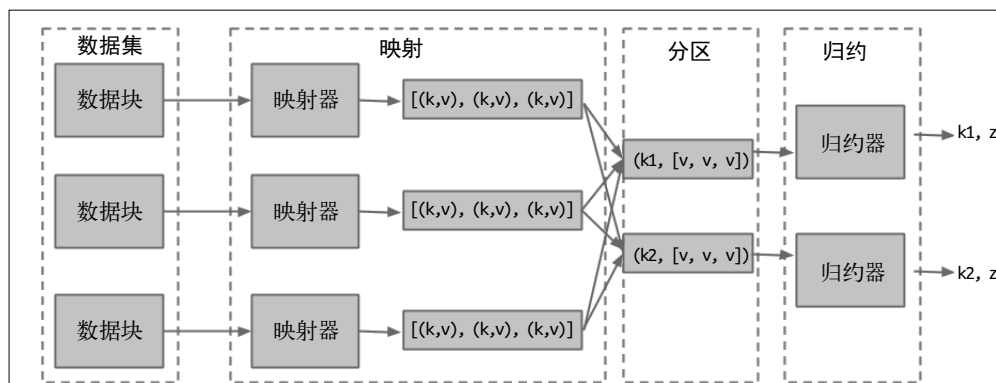 数据集
映射
分区
归约
数据块
映射器
[(k,v), (k,v), (k,v)]
数据块
映射器
[(k,v), (k,v), (k,v)]
数据块
映射器
[(k,v), (k,v), (k,v)]
(k1, [v, v, v])
(k2, [v, v, v])
归约器
k1, z
归约器
k2, z